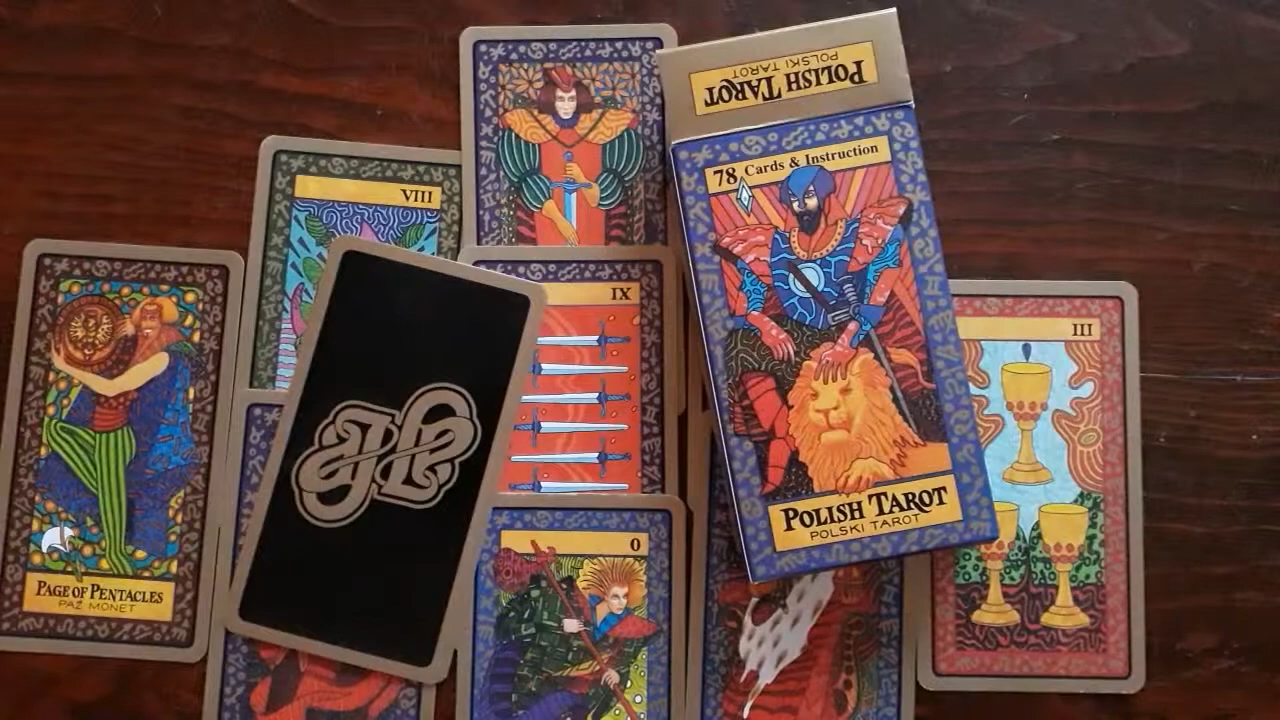 POLISH TAROT
POLSKI TAROT
78 Cards & Instruction
POLISH TAROT
POLSKI TAROT
VIII
IX
III
0
PAGE OF PENTACLES
PAŹ MONET